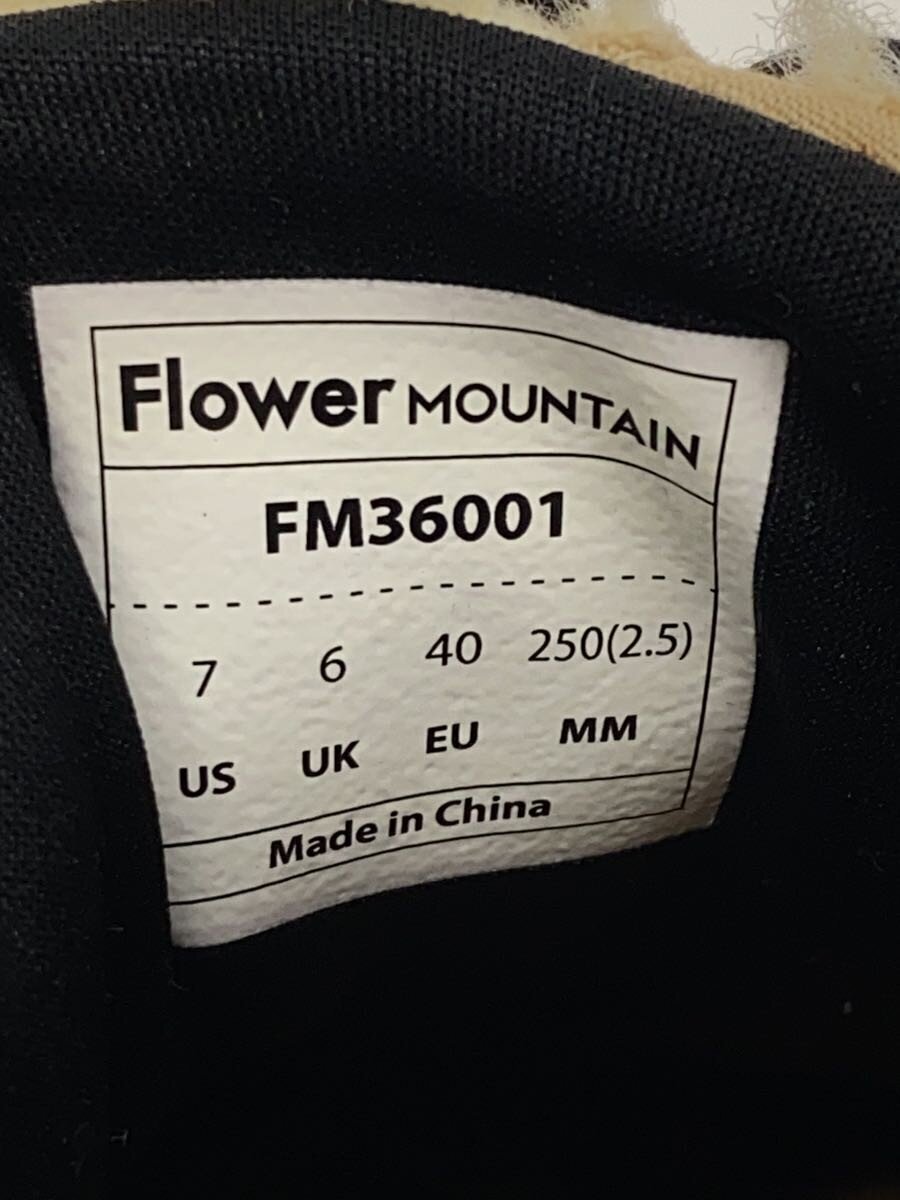 Flower MOUNTAIN
FM36001
7 6 40 250(2.5)
US UK EU MM
Made in China